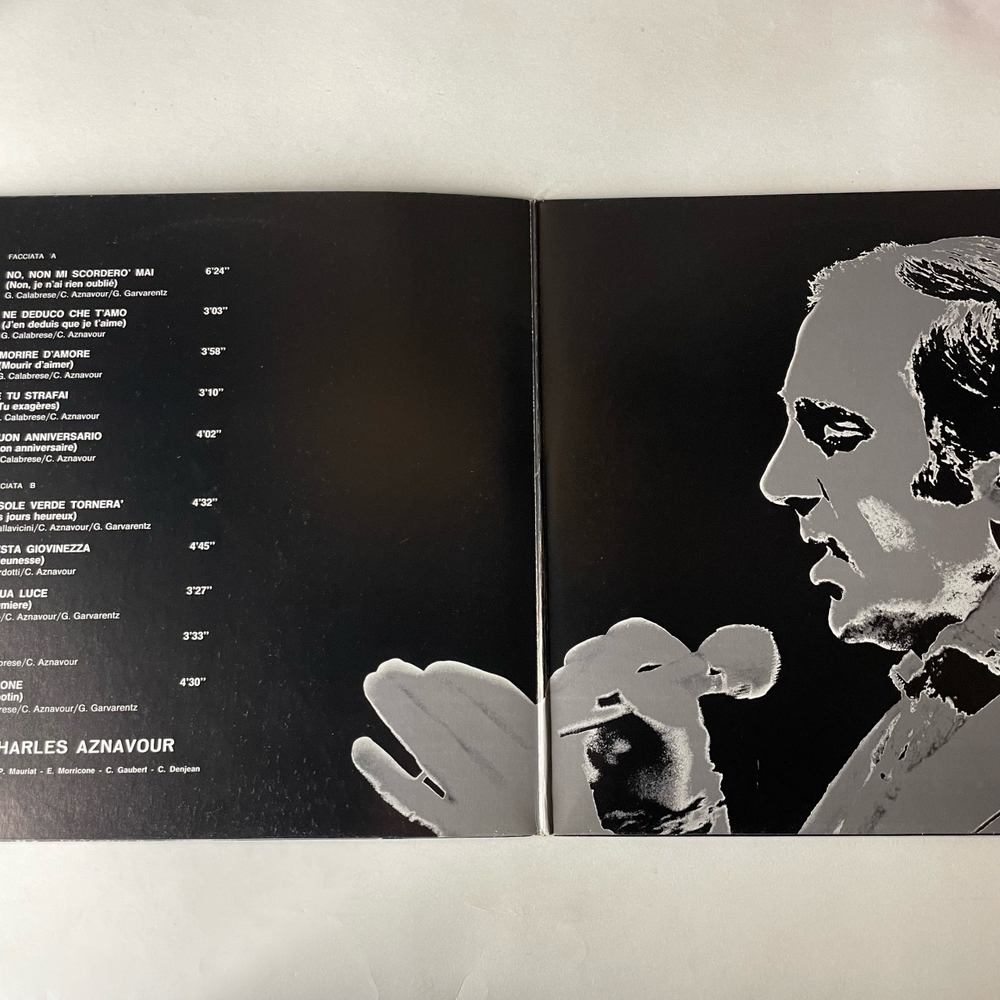 FACCIATA A
NO, NON MI SCORDERO' MAI 6'24"
(Non, je n'ai rien oublié)
G. Calabrese/C. Aznavour/G. Garvarentz
NE DEDUCO CHE T'AMO 3'03"
(J'en deduis que je t'aime)
G. Calabrese/C. Aznavour
MORIRE D'AMORE 3'58"
(Mourir d'aimer)
G. Calabrese/C. Aznavour
E TU STRAFAI 3'10"
Tu exagères)
. Calabrese/C. Aznavour
UON ANNIVERSARIO 4'02"
on anniversaire)
Calabrese/C. Aznavour
CIATA B
SOLE VERDE TORNERA' 4'32"
s jours heureux)
allavicini/C. Aznavour/G. Garvarentz
STA GIOVINEZZA 4'45"
eunesse)
rdotti/C. Aznavour
UA LUCE 3'27"
miere)
/C. Aznavour/G. Garvarentz
3'33"
brese/C. Aznavour
ONE 4'30"
otin)
rese/C. Aznavour/G. Garvarentz
HARLES AZNAVOUR
P. Mauriat - E. Morricone - C. Gaubert - C. Denjean